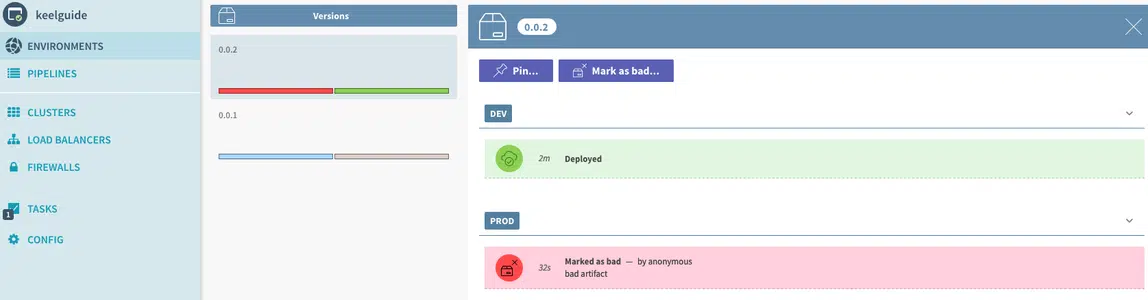 keelguide
ENVIRONMENTS
PIPELINES
CLUSTERS
LOAD BALANCERS
FIREWALLS
1
TASKS
CONFIG
Versions
0.0.2
0.0.1
0.0.2
Pin...
Mark as bad...
DEV
2m Deployed
PROD
32s Marked as bad — by anonymous
bad artifact